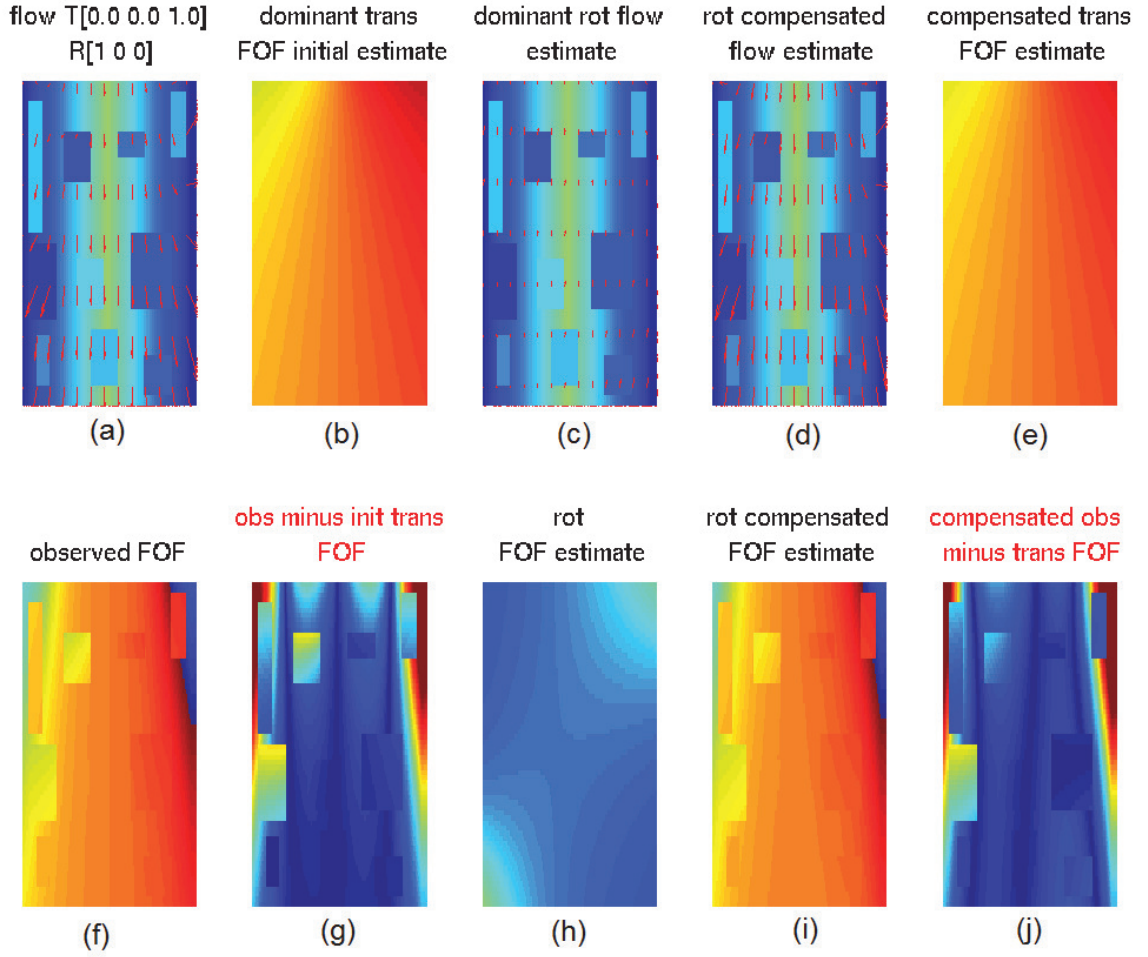 flow T[0.0 0.0 1.0]
R[1 0 0]
dominant trans
FOF initial estimate
dominant rot flow
estimate
rot compensated
flow estimate
compensated trans
FOF estimate
(a)
(b)
(c)
(d)
(e)
observed FOF
obs minus init trans
FOF
rot
FOF estimate
rot compensated
FOF estimate
compensated obs
minus trans FOF
(f)
(g)
(h)
(i)
(j)